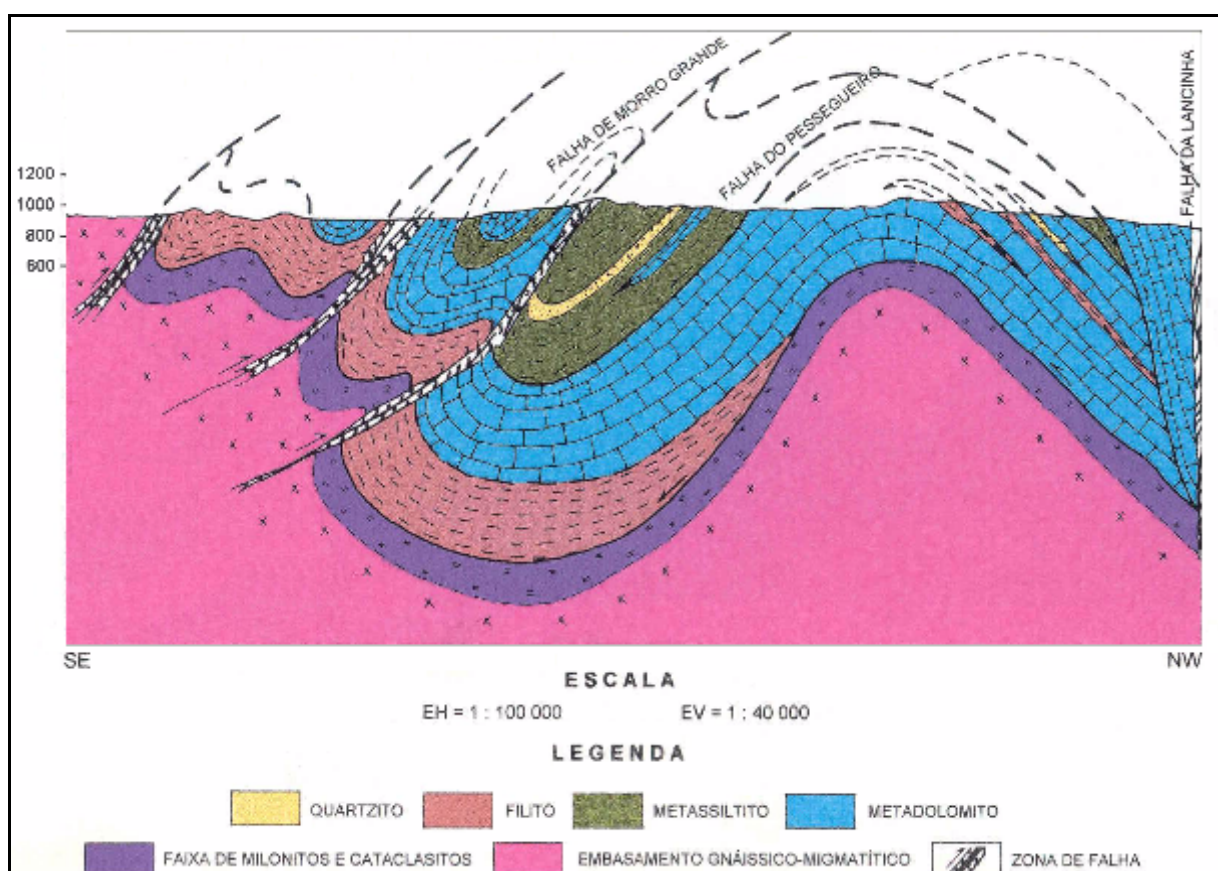 FALHA DE MORRO GRANDE
FALHA DO PESSEGUEIRO
FALHA DA LANCINHA
1200
1000
800
600
SE
NW
ESCALA
EH = 1 : 100 000 EV = 1 : 40 000
LEGENDA
QUARTZITO FILITO METASSILTITO METADOLOMITO
FAIXA DE MILONITOS E CATACLASITOS EMBASAMENTO GNÁISSICO-MIGMATÍTICO ZONA DE FALHA